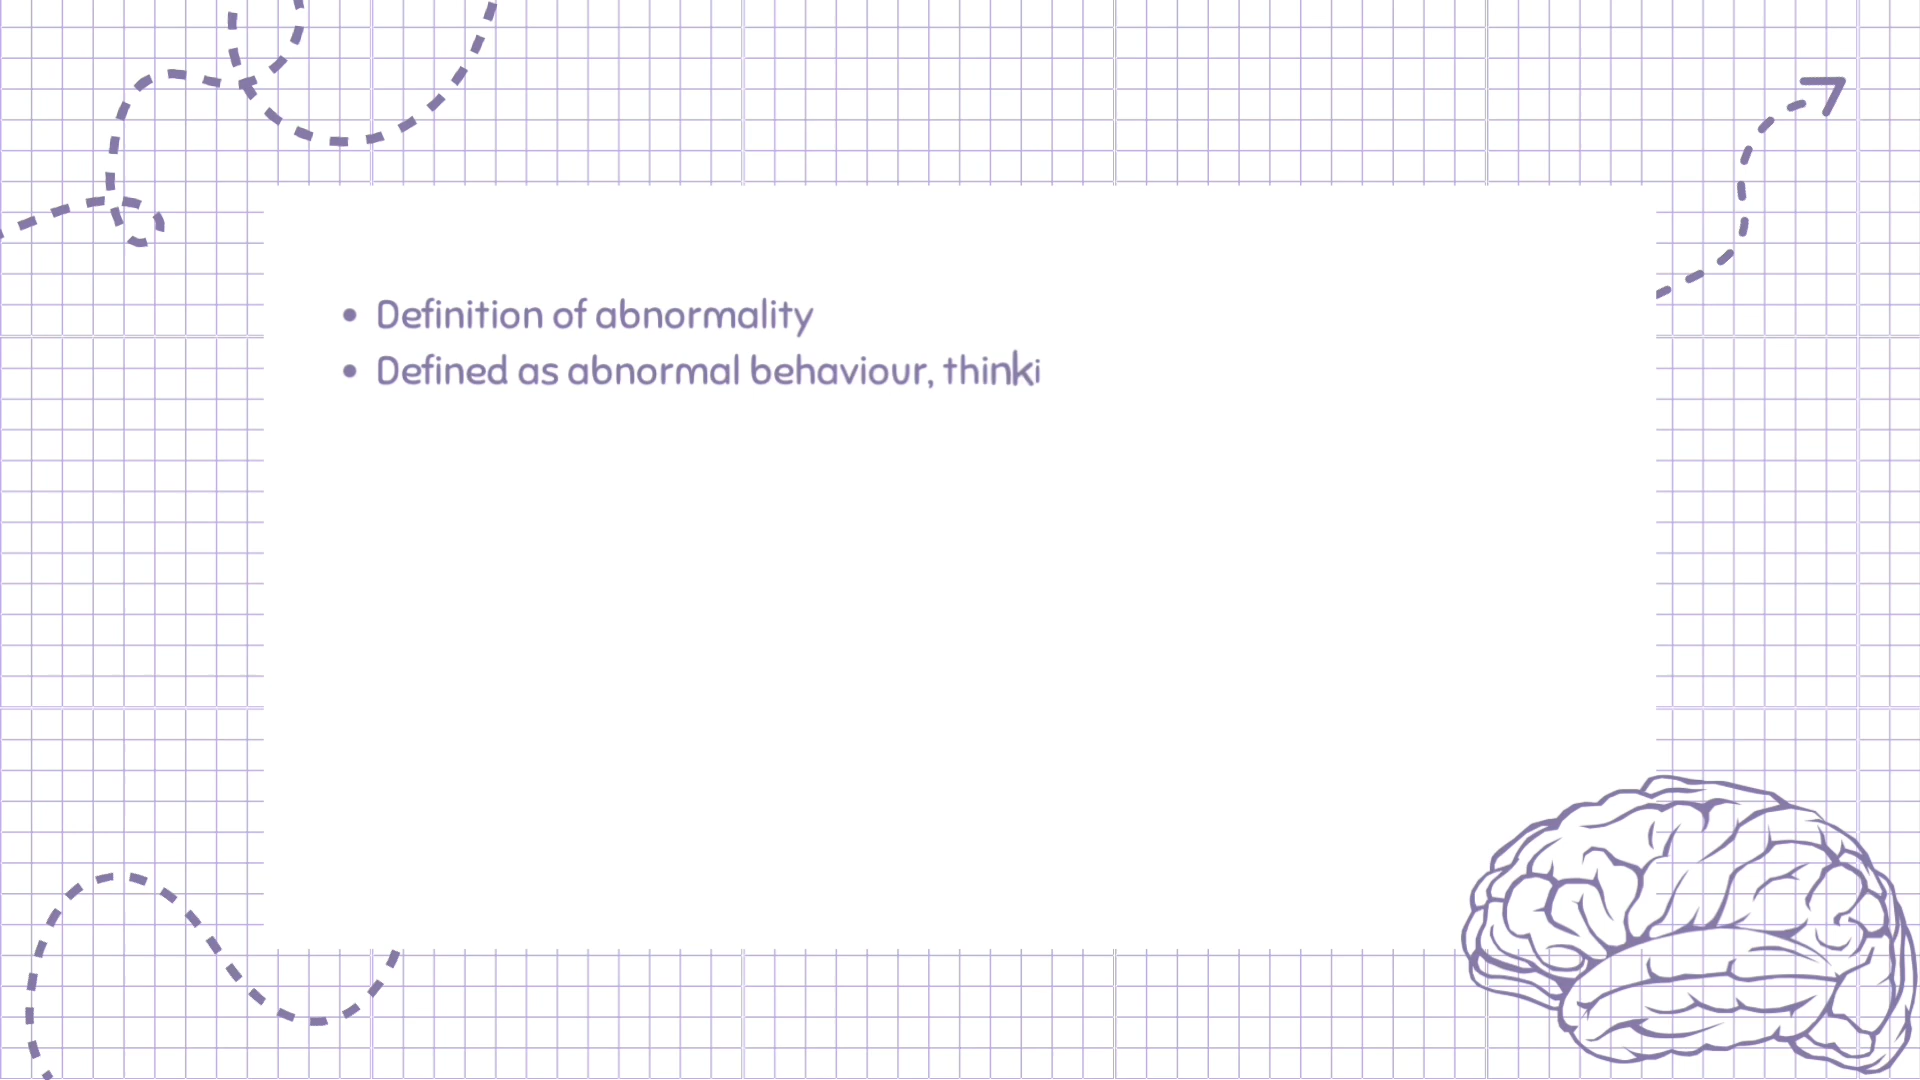 • Definition of abnormality
• Defined as abnormal behaviour, thinki